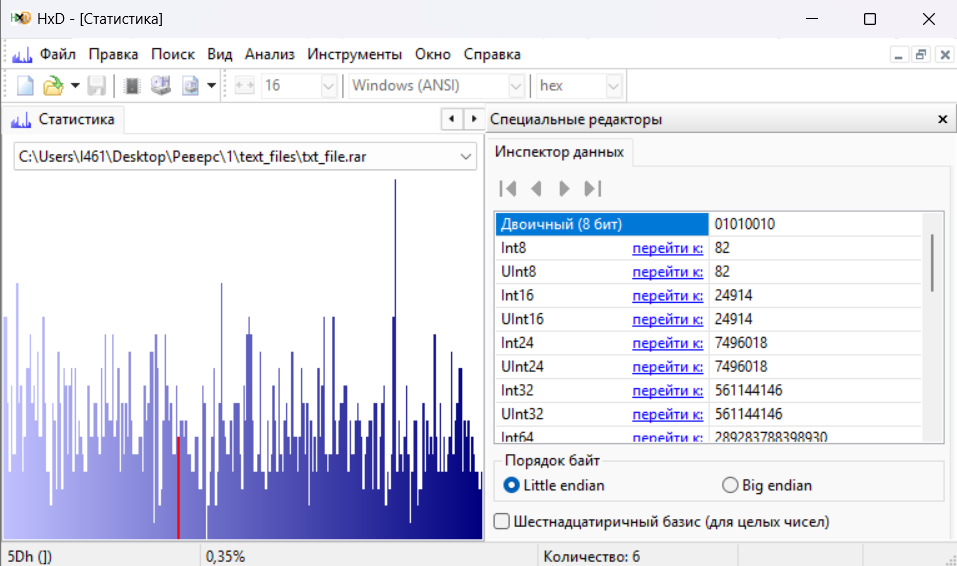 HxD - [Статистика]
Файл Правка Поиск Вид Анализ Инструменты Окно Справка
16 Windows (ANSI) hex
Статистика
Специальные редакторы
C:\Users\I461\Desktop\Реверс\1\text_files\txt_file.rar
Инспектор данных
Двоичный (8 бит) 01010010
Int8 перейти к: 82
UInt8 перейти к: 82
Int16 перейти к: 24914
UInt16 перейти к: 24914
Int24 перейти к: 7496018
UInt24 перейти к: 7496018
Int32 перейти к: 561144146
UInt32 перейти к: 561144146
Int64 перейти к: 289283788398930
Порядок байт
Little endian Big endian
Шестнадцатиричный базис (для целых чисел)
5Dh (]) 0,35% Количество: 6